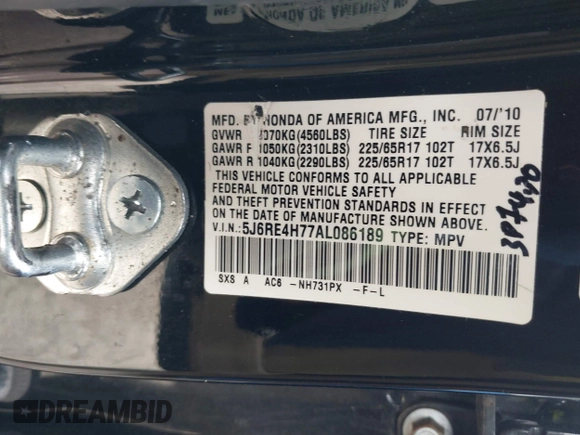 MFD. BY HONDA OF AMERICA MFG., INC. 07/'10
GVWR 2070KG(4560LBS) TIRE SIZE RIM SIZE
GAWR F 1050KG(2310LBS) 225/65R17 102T 17X6.5J
GAWR R 1040KG(2290LBS) 225/65R17 102T 17X6.5J
THIS VEHICLE CONFORMS TO ALL APPLICABLE
FEDERAL MOTOR VEHICLE SAFETY
AND THEFT PREVENTION STANDARDS IN EFFECT
ON THE DATE OF MANUFACTURE SHOWN ABOVE.
V.I.N.:5J6RE4H77AL086189 TYPE: MPV
SXS A AC6 -NH731PX -F-L
DREAMBID